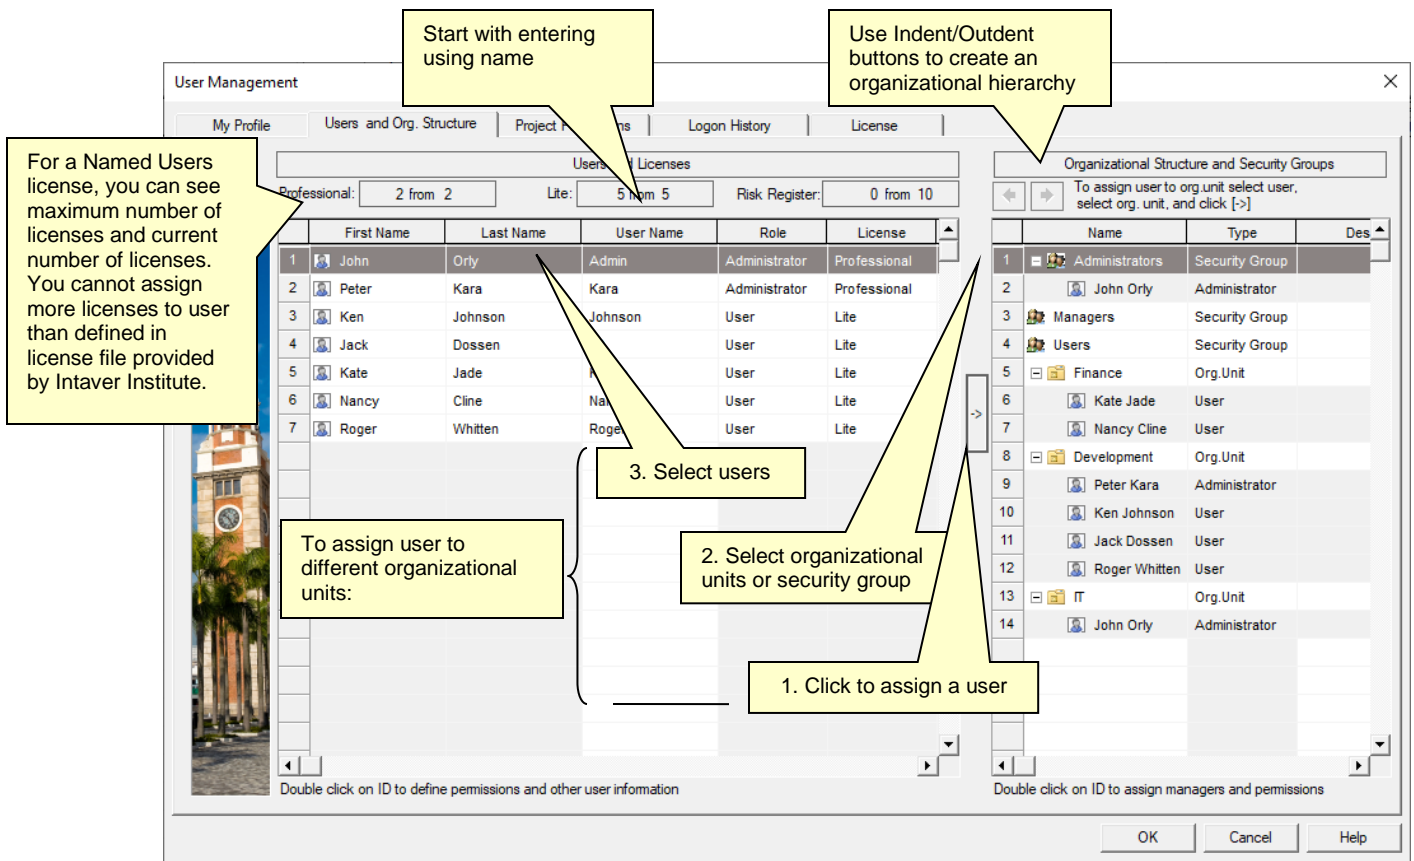 Start with entering
using name
Use Indent/Outdent
buttons to create an
organizational hierarchy
User Management
My Profile
Users and Org. Structure
Project
Logon History
License
For a Named Users
license, you can see
maximum number of
licenses and current
number of licenses.
You cannot assign
more licenses to user
than defined in
license file provided
by Intaver Institute.
Licenses
Organizational Structure and Security Groups
Professional: 2 from 2 Lite: 5 from 5 Risk Register: 0 from 10
To assign user to org.unit select user,
select org. unit, and click [->]
First Name Last Name User Name Role License
1 John Orly Admin Administrator Professional
2 Peter Kara Kara Administrator Professional
3 Ken Johnson Johnson User Lite
4 Jack Dossen User Lite
5 Kate Jade User Lite
6 Nancy Cline User Lite
7 Roger Whitten User Lite
->
Name Type Des
1 Administrators Security Group
2 John Orly Administrator
3 Managers Security Group
4 Users Security Group
5 Finance Org.Unit
6 Kate Jade User
7 Nancy Cline User
8 Development Org.Unit
9 Peter Kara Administrator
10 Ken Johnson User
11 Jack Dossen User
12 Roger Whitten User
13 IT Org.Unit
14 John Orly Administrator
3. Select users
To assign user to
different organizational
units:
2. Select organizational
units or security group
1. Click to assign a user
Double click on ID to define permissions and other user information
Double click on ID to assign managers and permissions
OK Cancel Help